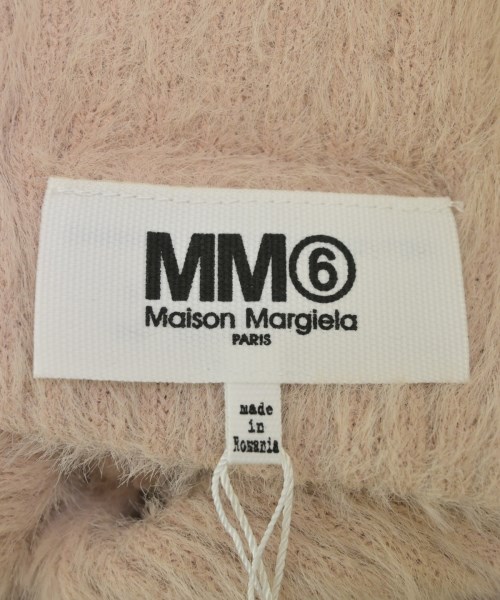 MM⑥
Maison Margiela
PARIS
made
in
Romania